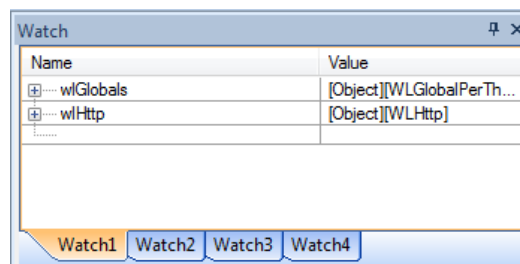 Watch
Name Value
wlGlobals [Object][WLGlobalPerTh...
wlHttp [Object][WLHttp]
Watch1 Watch2 Watch3 Watch4